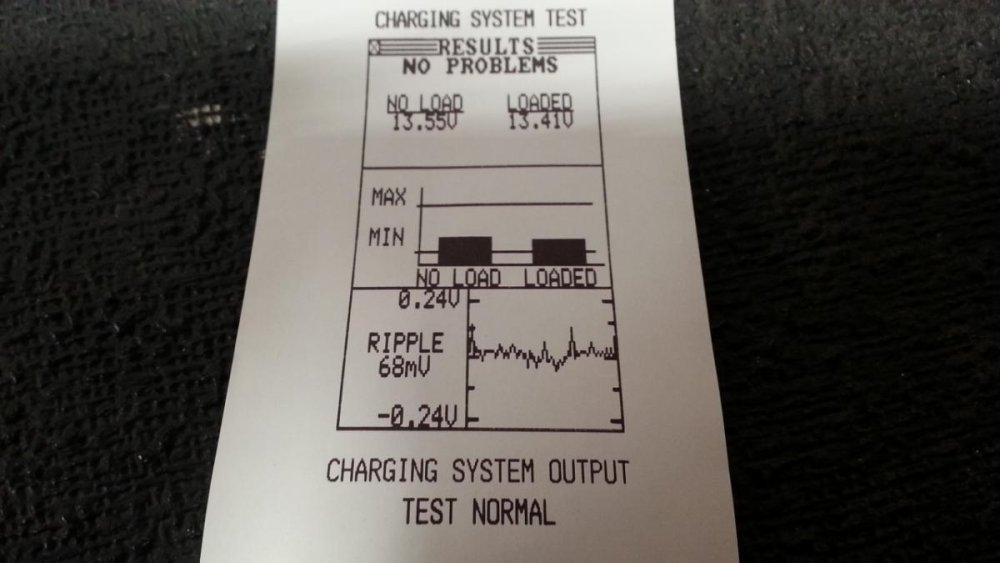 CHARGING SYSTEM TEST
RESULTS
NO PROBLEMS
NO LOAD LOADED
13.55V 13.41V
MAX
MIN
NO LOAD LOADED
0.24V
RIPPLE
68mV
-0.24V
CHARGING SYSTEM OUTPUT
TEST NORMAL